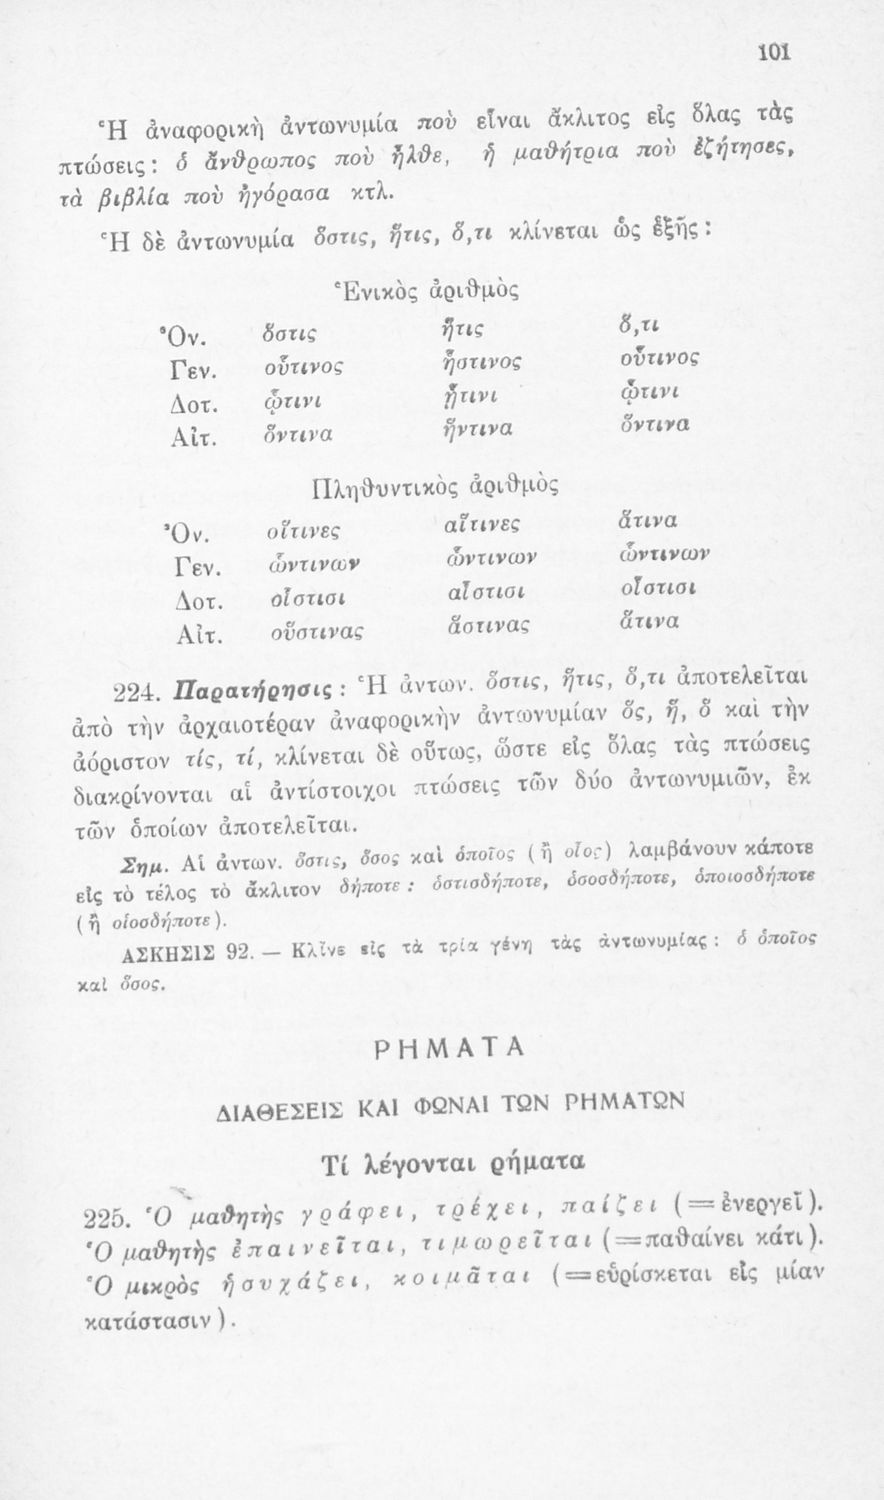 101
Ἡ ἀναφορικὴ ἀντωνυμία ποὺ εἶναι ἄκλιτος εἰς ὅλας τὰς
πτώσεις: ὁ ἄνθρωπος ποὺ ἦλθε, ἡ μαθήτρια ποὺ ἐζήτησες,
τὰ βιβλία ποὺ ἠγόρασα κτλ.
Ἡ δὲ ἀντωνυμία ὅστις, ἥτις, ὅ,τι κλίνεται ὡς ἑξῆς:
Ἑνικὸς ἀριθμὸς
Ὀν. ὅστις ἥτις ὅ,τι
Γεν. οὗτινος ἧστινος οὗτινος
Δοτ. ᾧτινι ᾗτινι ᾧτινι
Αἰτ. ὅντινα ἥντινα ὅντινα
Πληθυντικὸς ἀριθμὸς
Ὀν. οἵτινες αἵτινες ἅτινα
Γεν. ὧντινων ὧντινων ὧντινων
Δοτ. οἷστισι αἷστισι οἷστισι
Αἰτ. οὕστινας ἅστινας ἅτινα
224. Παρατήρησις: Ἡ ἀντων. ὅστις, ἥτις, ὅ,τι ἀποτελεῖται
ἀπὸ τὴν ἀρχαιοτέραν ἀναφορικὴν ἀντωνυμίαν ὅς, ἥ, ὅ καὶ τὴν
ἀόριστον τίς, τί, κλίνεται δὲ οὕτως, ὥστε εἰς ὅλας τὰς πτώσεις
διακρίνονται αἱ ἀντίστοιχοι πτώσεις τῶν δύο ἀντωνυμιῶν, ἐκ
τῶν ὁποίων ἀποτελεῖται.
Σημ. Αἱ ἀντων. ὅστις, ὅσος καὶ ὁποῖος (ἢ οἷος) λαμβάνουν κάποτε
εἰς τὸ τέλος τὸ ἄκλιτον δήποτε: ὁστισδήποτε, ὁσοσδήποτε, ὁποιοσδήποτε
(ἢ οἱοσδήποτε).
ΑΣΚΗΣΙΣ 92. — Κλῖνε εἰς τὰ τρία γένη τὰς ἀντωνυμίας: ὁ ὁποῖος
καὶ ὅσος.
ΡΗΜΑΤΑ
ΔΙΑΘΕΣΕΙΣ ΚΑΙ ΦΩΝΑΙ ΤΩΝ ΡΗΜΑΤΩΝ
Τί λέγονται ρήματα
225. Ὁ μαθητὴς γράφει, τρέχει, παίζει (=ἐνεργεῖ).
Ὁ μαθητὴς ἐπαινεῖται, τιμωρεῖται (=παθαίνει κάτι).
Ὁ μικρὸς ἡσυχάζει, κοιμᾶται (=εὑρίσκεται εἰς μίαν
κατάστασιν).